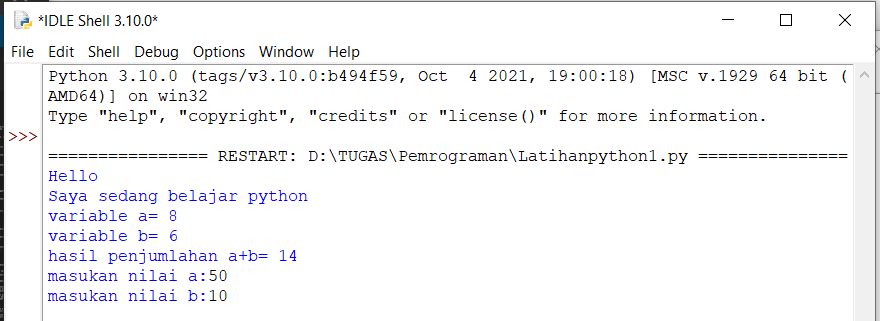 *IDLE Shell 3.10.0*
File Edit Shell Debug Options Window Help
Python 3.10.0 (tags/v3.10.0:b494f59, Oct  4 2021, 19:00:18) [MSC v.1929 64 bit (
AMD64)] on win32
Type "help", "copyright", "credits" or "license()" for more information.
>>>
================ RESTART: D:\TUGAS\Pemrograman\Latihanpython1.py ===============
Hello
Saya sedang belajar python
variable a= 8
variable b= 6
hasil penjumlahan a+b= 14
masukan nilai a:50
masukan nilai b:10